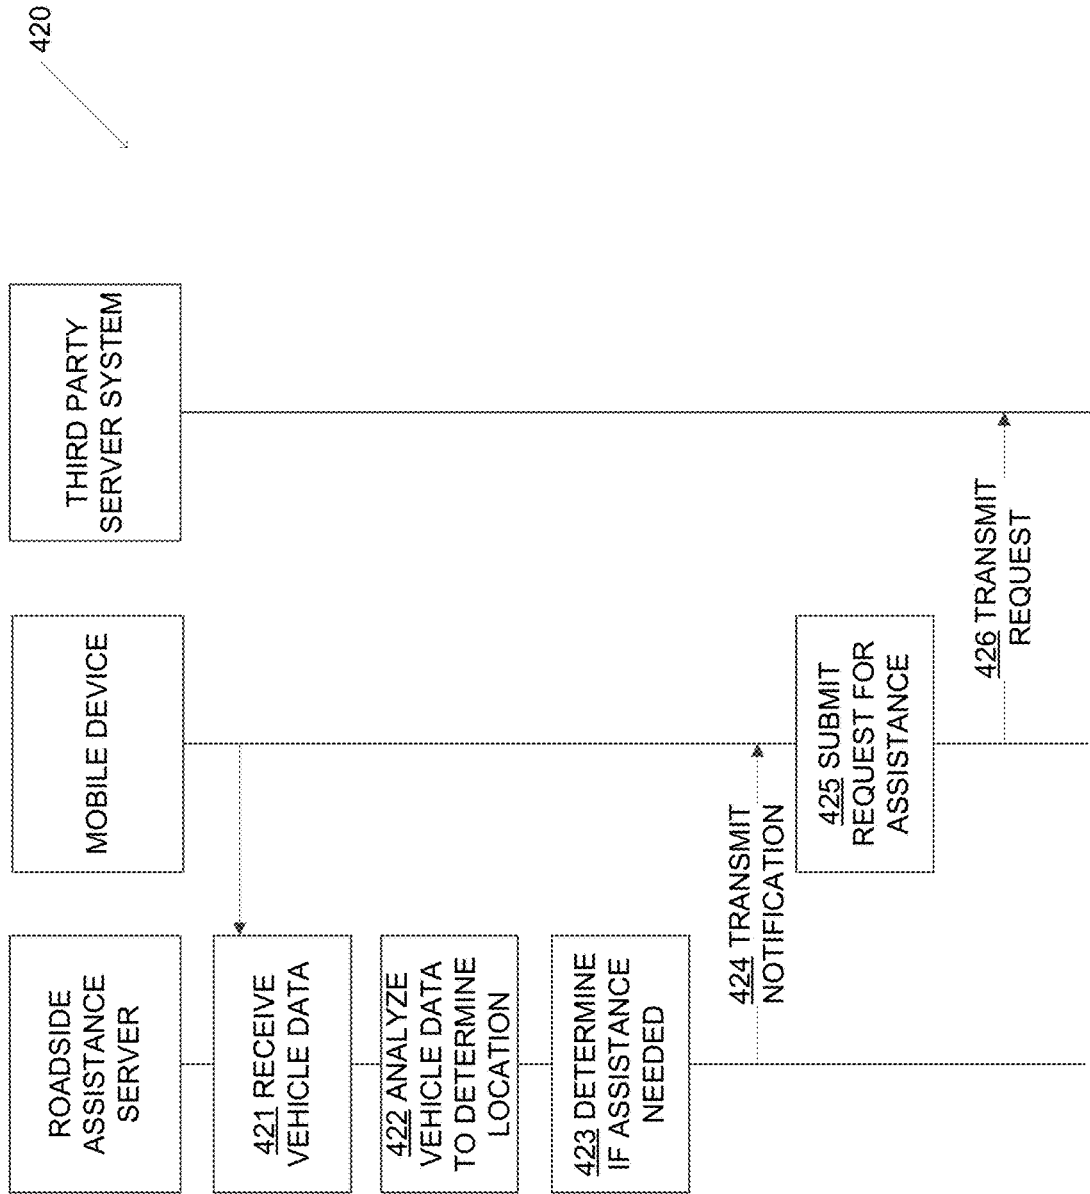 420
ROADSIDE
ASSISTANCE
SERVER
MOBILE DEVICE
THIRD PARTY
SERVER SYSTEM
421 RECEIVE
VEHICLE DATA
422 ANALYZE
VEHICLE DATA
TO DETERMINE
LOCATION
423 DETERMINE
IF ASSISTANCE
NEEDED
424 TRANSMIT
NOTIFICATION
425 SUBMIT
REQUEST FOR
ASSISTANCE
426 TRANSMIT
REQUEST